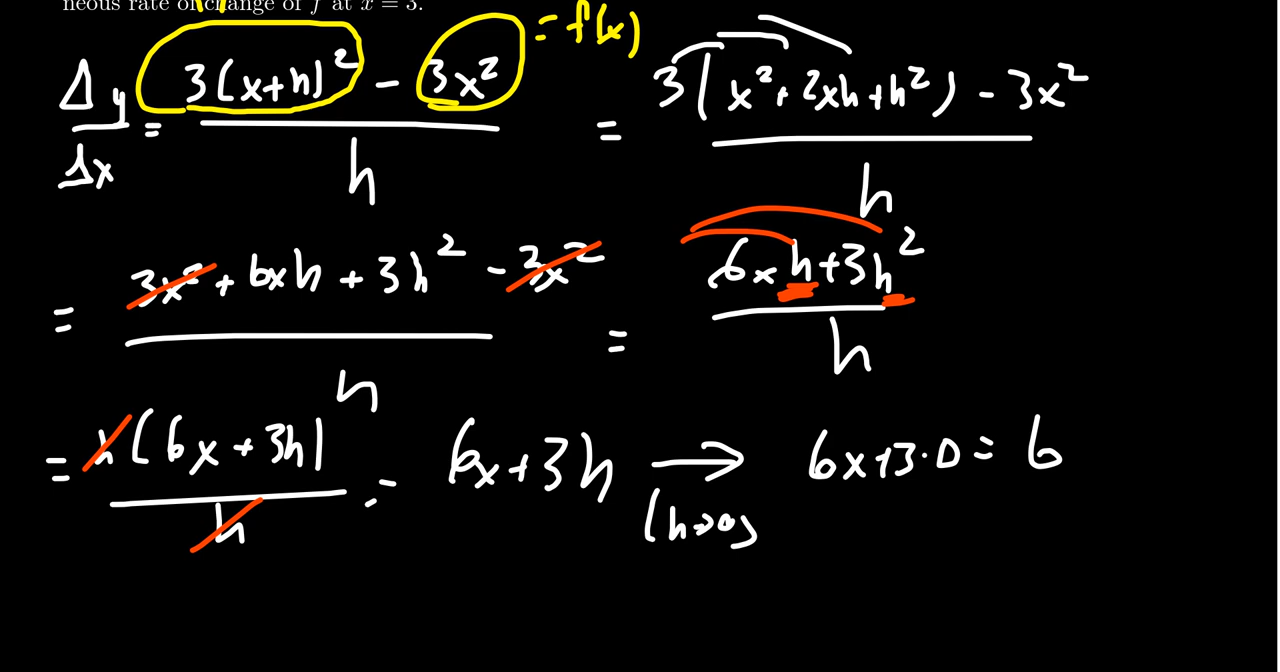 neous rate of change of f at x = 3.
= f(x)
Δy/Δx = (3(x+h)² - 3x²)/h = (3(x²+2xh+h²) - 3x²)/h
= (3x² + 6xh + 3h² - 3x²)/h = (6xh+3h²)/h
= h(6x+3h)/h = 6x+3h → 6x+3·0 = 6
(h→0)